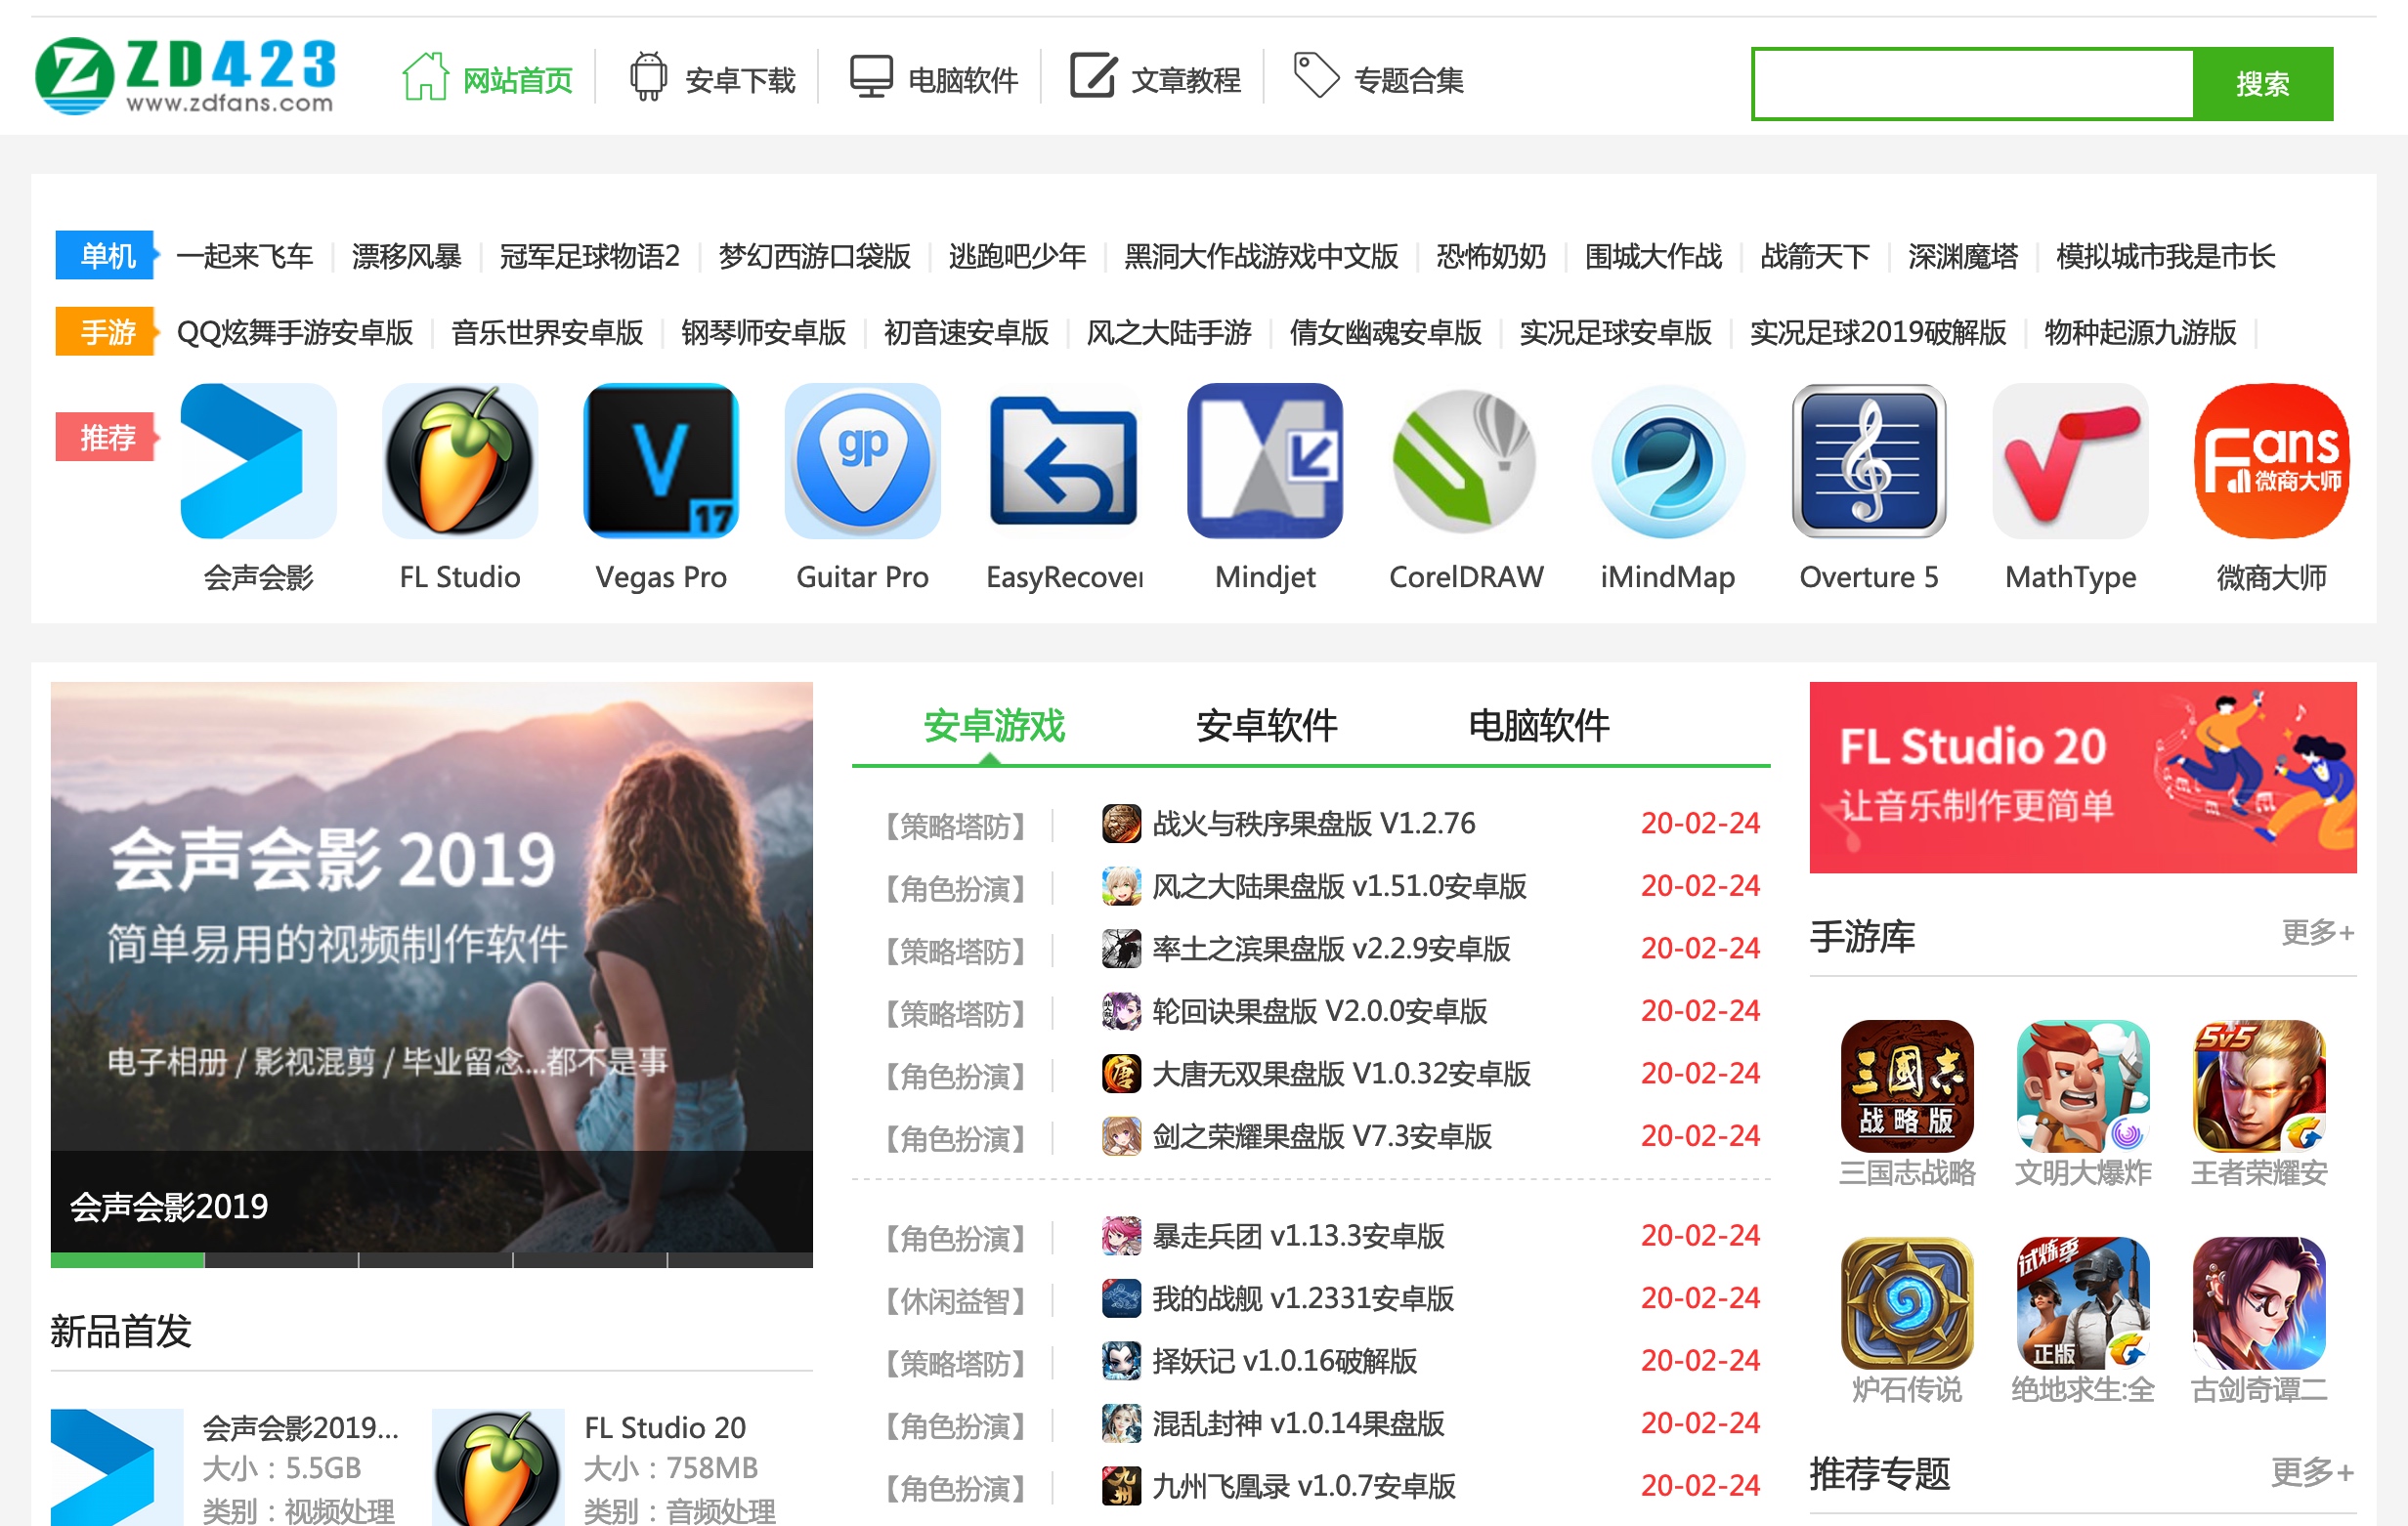 ZD423
www.zdfans.com
网站首页 安卓下载 电脑软件 文章教程 专题合集 搜索
单机 一起来飞车 漂移风暴 冠军足球物语2 梦幻西游口袋版 逃跑吧少年 黑洞大作战游戏中文版 恐怖奶奶 围城大作战 战箭天下 深渊魔塔 模拟城市我是市长
手游 QQ炫舞手游安卓版 音乐世界安卓版 钢琴师安卓版 初音速安卓版 风之大陆手游 倩女幽魂安卓版 实况足球安卓版 实况足球2019破解版 物种起源九游版
推荐
V 17
gp
Fans
微商大师
会声会影 FL Studio Vegas Pro Guitar Pro EasyRecover Mindjet CorelDRAW iMindMap Overture 5 MathType 微商大师
会声会影 2019
简单易用的视频制作软件
电子相册 / 影视混剪 / 毕业留念...都不是事
会声会影2019
新品首发
会声会影2019...
大小：5.5GB
类别：视频处理
FL Studio 20
大小：758MB
类别：音频处理
安卓游戏 安卓软件 电脑软件
【策略塔防】 战火与秩序果盘版 V1.2.76 20-02-24
【角色扮演】 风之大陆果盘版 v1.51.0安卓版 20-02-24
【策略塔防】 率土之滨果盘版 v2.2.9安卓版 20-02-24
【策略塔防】 轮回诀果盘版 V2.0.0安卓版 20-02-24
【角色扮演】 大唐无双果盘版 V1.0.32安卓版 20-02-24
【角色扮演】 剑之荣耀果盘版 V7.3安卓版 20-02-24
【角色扮演】 暴走兵团 v1.13.3安卓版 20-02-24
【休闲益智】 我的战舰 v1.2331安卓版 20-02-24
【策略塔防】 择妖记 v1.0.16破解版 20-02-24
【角色扮演】 混乱封神 v1.0.14果盘版 20-02-24
【角色扮演】 九州飞凰录 v1.0.7安卓版 20-02-24
FL Studio 20
让音乐制作更简单
手游库 更多+
三國志
战略版
5v5
三国志战略 文明大爆炸 王者荣耀安
试炼季
正版
炉石传说 绝地求生:全 古剑奇谭二
推荐专题 更多+